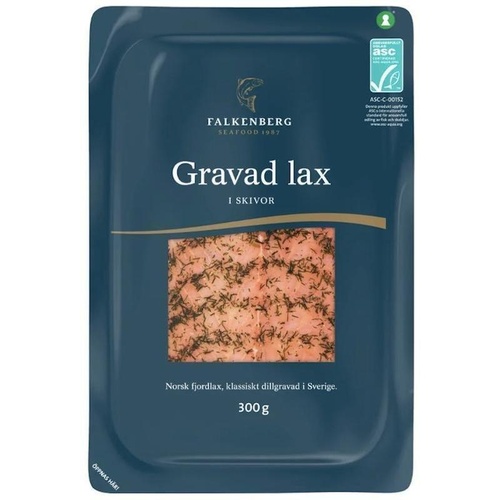 asc
ASC-C-00152
FALKENBERG
SEAFOOD 1987
Gravad lax
I SKIVOR
Norsk fjordlax, klassiskt dillgravad i Sverige.
300 g
ÖPPNAS HÄR!